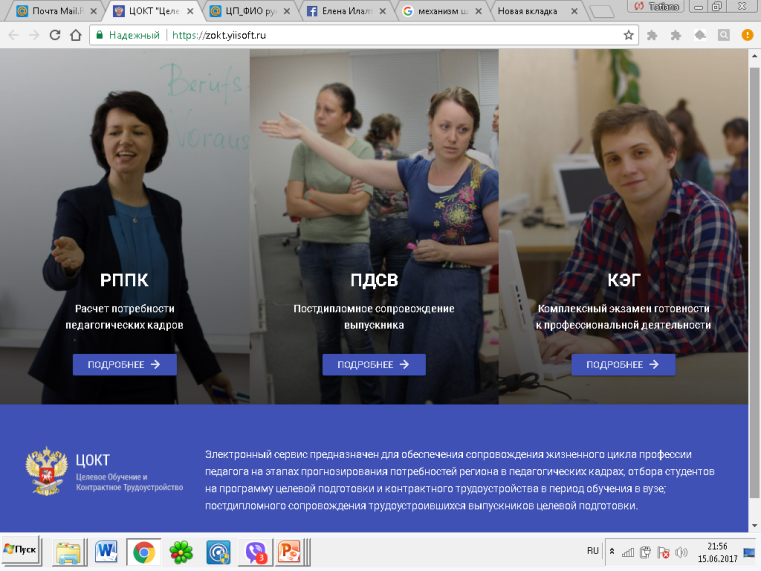 Почта Mail.R
ЦОКТ "Целе
ЦП_ФИО ру
Елена Илал
механизм ш
Новая вкладка
Tatiana
Надежный
https://zokt.yiisoft.ru
Berufs
Voraus
РППК
Расчет потребности
педагогических кадров
ПОДРОБНЕЕ →
ПДСВ
Постдипломное сопровождение
выпускника
ПОДРОБНЕЕ →
КЭГ
Комплексный экзамен готовности
к профессиональной деятельности
ПОДРОБНЕЕ →
ЦОКТ
Целевое Обучение и
Контрактное Трудоустройство
Электронный сервис предназначен для обеспечения сопровождения жизненного цикла профессии
педагога на этапах прогнозирования потребностей региона в педагогических кадрах, отбора студентов
на программу целевой подготовки и контрактного трудоустройства в период обучения в вузе;
постдипломного сопровождения трудоустроившихся выпускников целевой подготовки.
Пуск
3
RU
21:56
15.06.2017